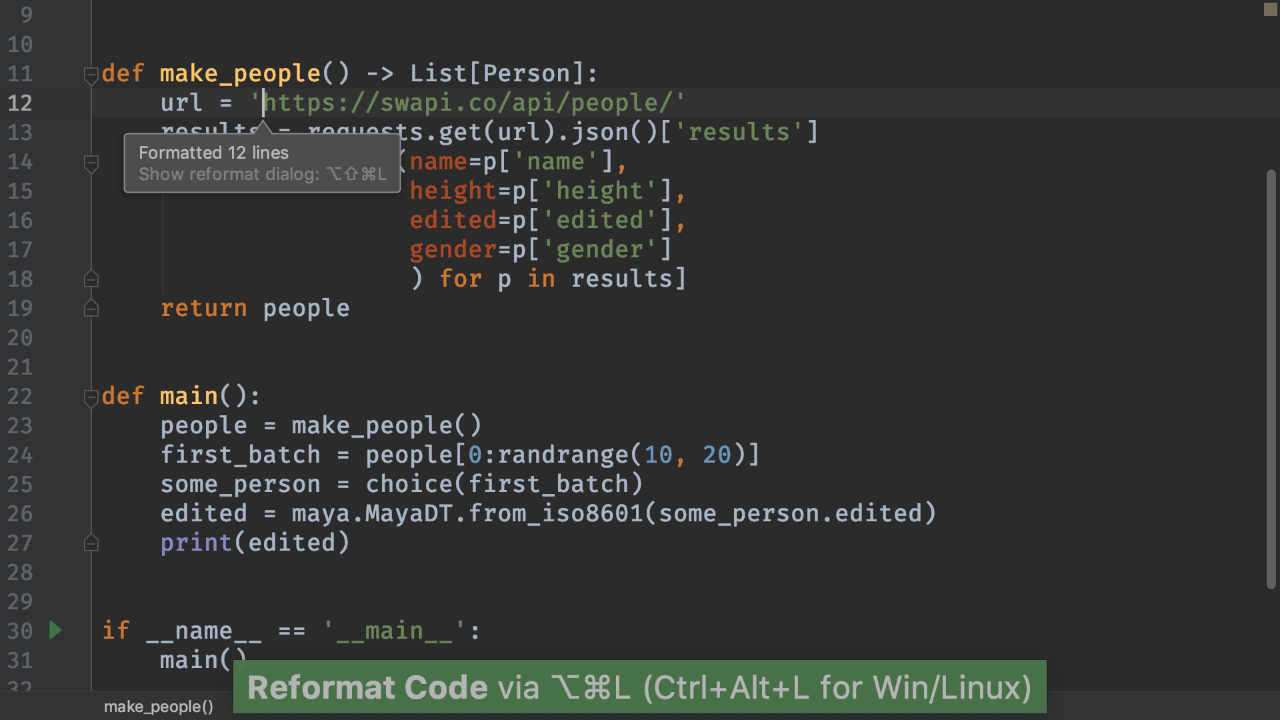 9
10
11 def make_people() -> List[Person]:
12 url = 'https://swapi.co/api/people/'
13 results = requests.get(url).json()['results']
Formatted 12 lines
Show reformat dialog: ⌥⇧⌘L
14 (name=p['name'],
15 height=p['height'],
16 edited=p['edited'],
17 gender=p['gender']
18 ) for p in results]
19 return people
20
21
22 def main():
23 people = make_people()
24 first_batch = people[0:randrange(10, 20)]
25 some_person = choice(first_batch)
26 edited = maya.MayaDT.from_iso8601(some_person.edited)
27 print(edited)
28
29
30 if __name__ == '__main__':
31 main()
32
Reformat Code via ⌥⌘L (Ctrl+Alt+L for Win/Linux)
make_people()